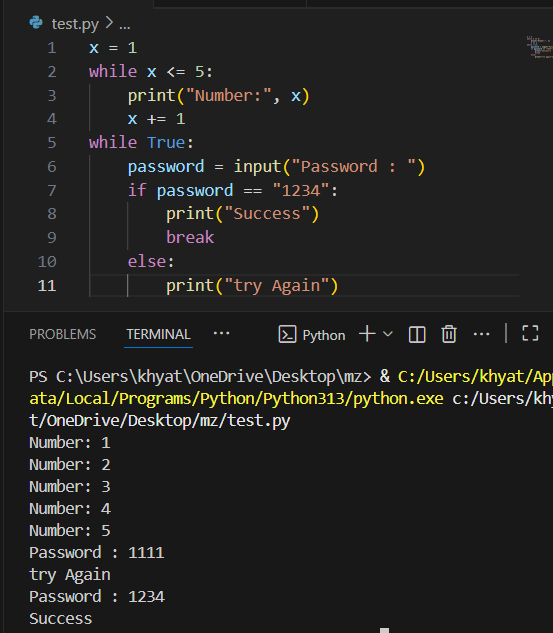 test.py > ...
1 x = 1
2 while x <= 5:
3     print("Number:", x)
4     x += 1
5 while True:
6     password = input("Password : ")
7     if password == "1234":
8         print("Success")
9         break
10     else:
11         print("try Again")
PROBLEMS TERMINAL ... Python ...
PS C:\Users\khyat\OneDrive\Desktop\mz> & C:/Users/khyat/App
ata/Local/Programs/Python/Python313/python.exe c:/Users/khy
t/OneDrive/Desktop/mz/test.py
Number: 1
Number: 2
Number: 3
Number: 4
Number: 5
Password : 1111
try Again
Password : 1234
Success